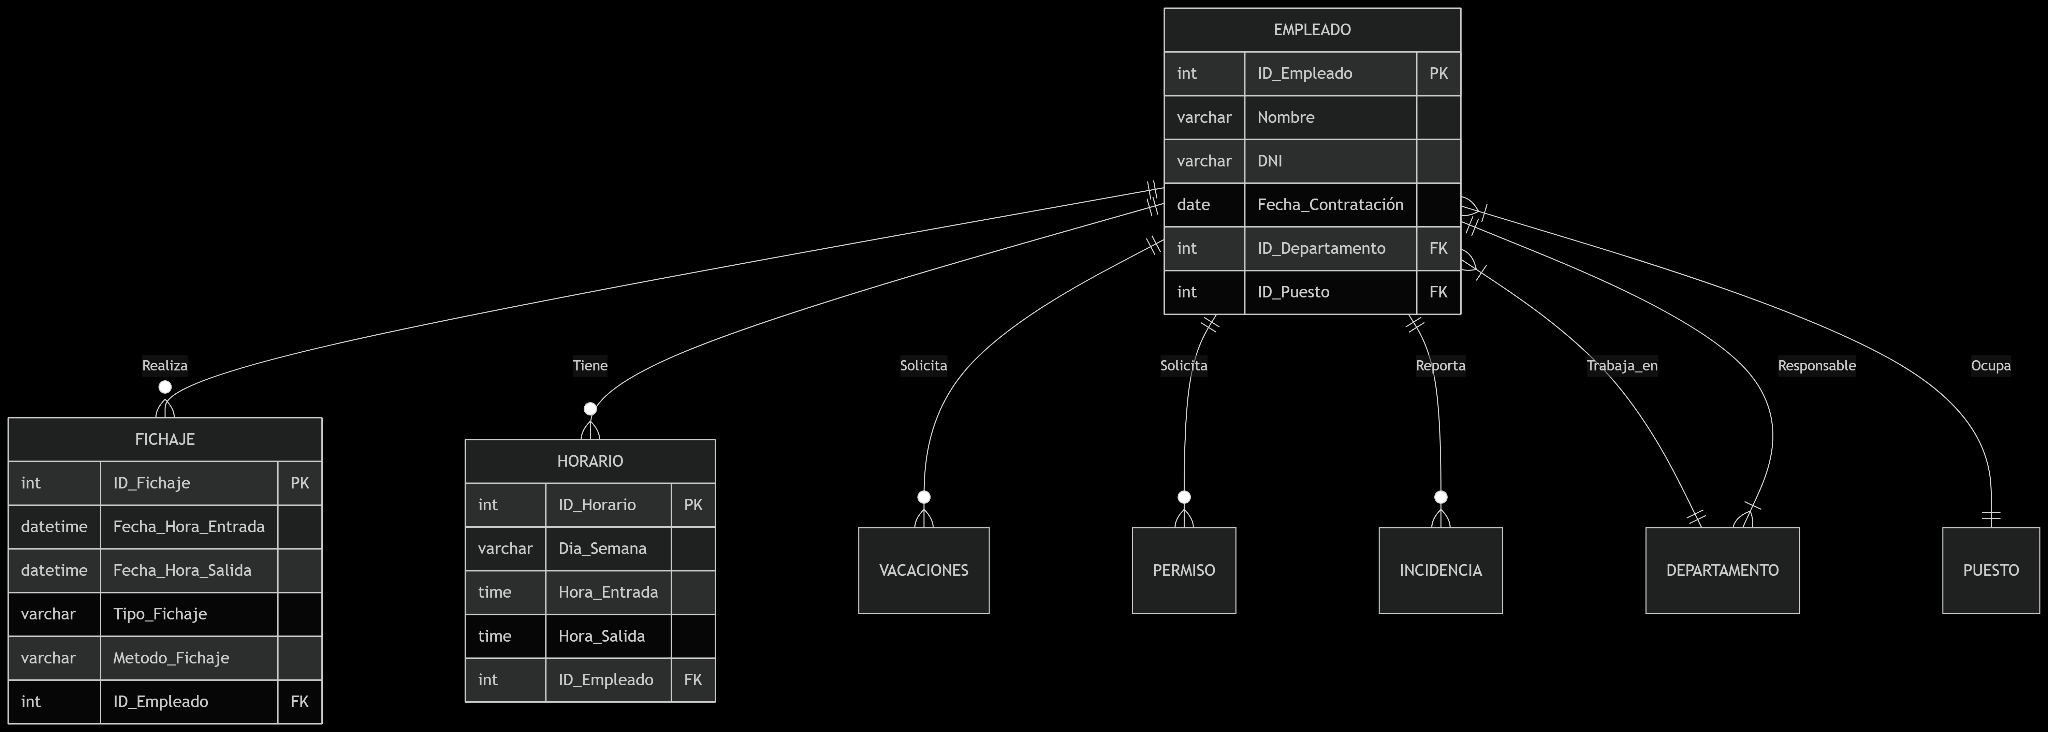 EMPLEADO
int ID_Empleado PK
varchar Nombre
varchar DNI
date Fecha_Contratación
int ID_Departamento FK
int ID_Puesto FK
Realiza
Tiene
Solicita
Solicita
Reporta
Trabaja_en
Responsable
Ocupa
FICHAJE
int ID_Fichaje PK
datetime Fecha_Hora_Entrada
datetime Fecha_Hora_Salida
varchar Tipo_Fichaje
varchar Metodo_Fichaje
int ID_Empleado FK
HORARIO
int ID_Horario PK
varchar Dia_Semana
time Hora_Entrada
time Hora_Salida
int ID_Empleado FK
VACACIONES
PERMISO
INCIDENCIA
DEPARTAMENTO
PUESTO